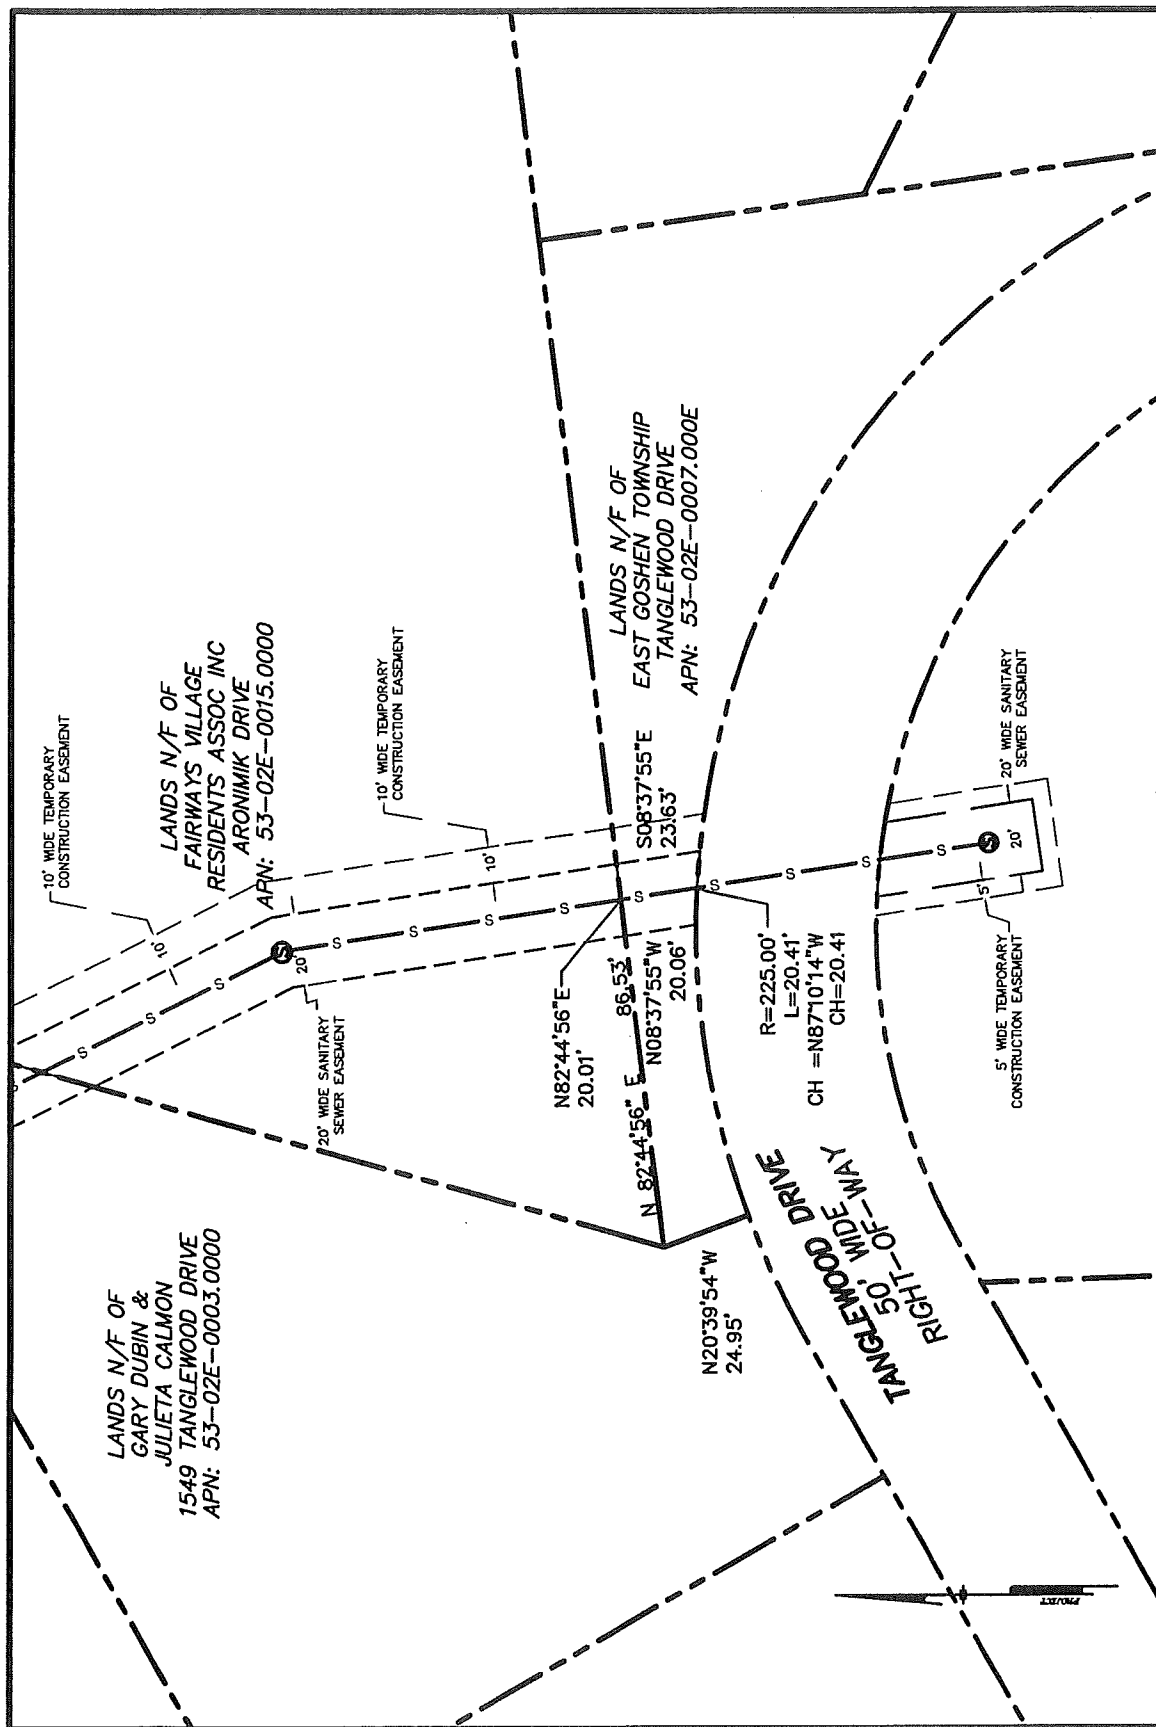 LANDS N/F OF
GARY DUBIN &
JULIETA CALMON
1549 TANGLEWOOD DRIVE
APN: 53-02E-0003.0000
10' WIDE TEMPORARY
CONSTRUCTION EASEMENT
LANDS N/F OF
FAIRWAYS VILLAGE
RESIDENTS ASSOC INC
ARONIMIK DRIVE
APN: 53-02E-0015.0000
10'
S
S
S
S
20'
20' WIDE SANITARY
SEWER EASEMENT
10' WIDE TEMPORARY
CONSTRUCTION EASEMENT
10'
S
S
S
S
N82°44'56"E
20.01'
N 82°44'56" E
86.53'
N08°37'55"W
20.06'
S08°37'55"E
23.63'
LANDS N/F OF
EAST GOSHEN TOWNSHIP
TANGLEWOOD DRIVE
APN: 53-02E-0007.000E
N20°39'54"W
24.95'
R=225.00'
L=20.41'
CH =N87°10'14"W
CH=20.41
S
S
S
S
S
S
TANGLEWOOD DRIVE
50' WIDE
RIGHT-OF-WAY
5' WIDE TEMPORARY
CONSTRUCTION EASEMENT
5'
20'
20' WIDE SANITARY
SEWER EASEMENT
PROJECT